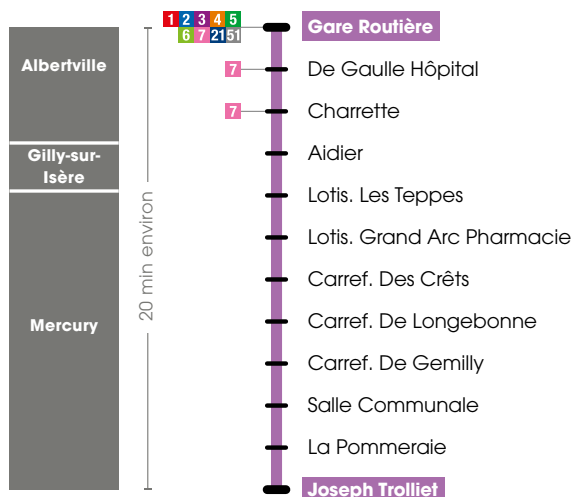 1 2 3 4 5
6 7 21 51
Gare Routière
Albertville
7
De Gaulle Hôpital
7
Charrette
Gilly-sur-
Isère
Aidier
Lotis. Les Teppes
Lotis. Grand Arc Pharmacie
20 min environ
Carref. Des Crêts
Mercury
Carref. De Longebonne
Carref. De Gemilly
Salle Communale
La Pommeraie
Joseph Trolliet